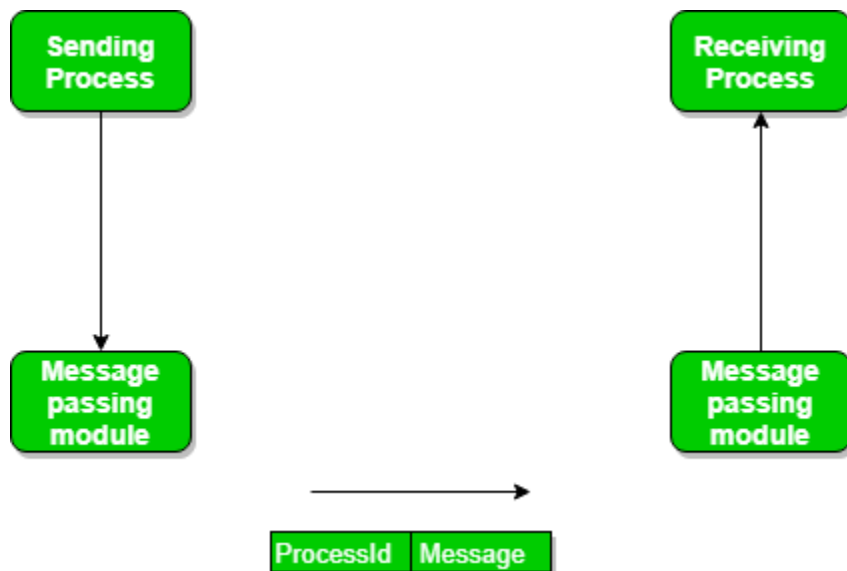 Sending
Process
Receiving
Process
Message
passing
module
Message
passing
module
ProcessId Message